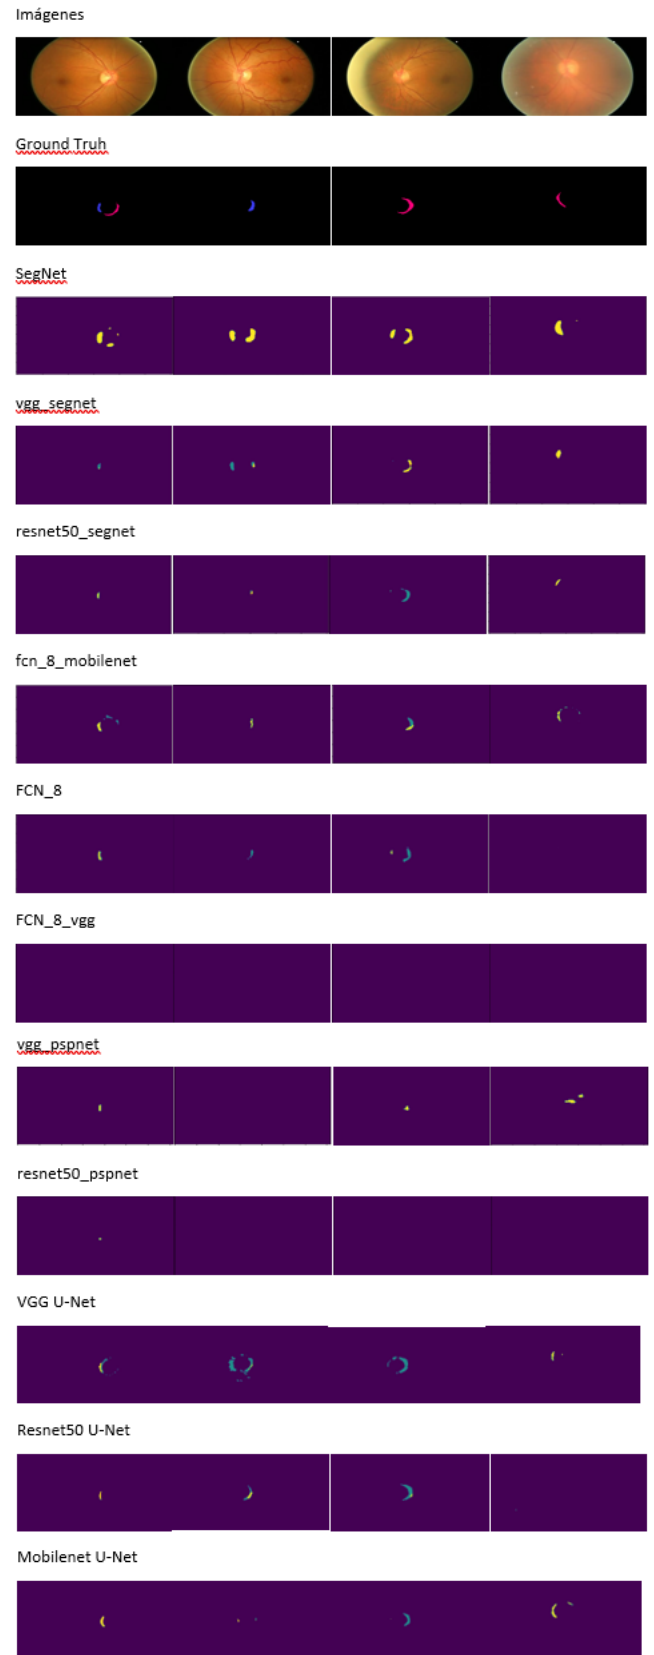 Imágenes
Ground Truh
SegNet
vgg_segnet
resnet50_segnet
fcn_8_mobilenet
FCN_8
FCN_8_vgg
vgg_pspnet
resnet50_pspnet
VGG U-Net
Resnet50 U-Net
Mobilenet U-Net